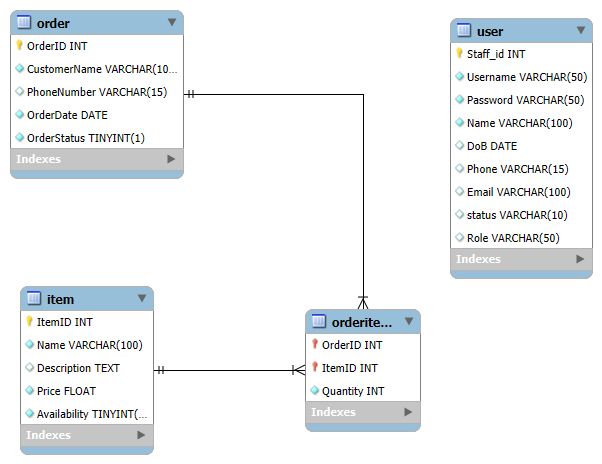 order
OrderID INT
CustomerName VARCHAR(10...
PhoneNumber VARCHAR(15)
OrderDate DATE
OrderStatus TINYINT(1)
Indexes
user
Staff_id INT
Username VARCHAR(50)
Password VARCHAR(50)
Name VARCHAR(100)
DoB DATE
Phone VARCHAR(15)
Email VARCHAR(100)
status VARCHAR(10)
Role VARCHAR(50)
Indexes
item
ItemID INT
Name VARCHAR(100)
Description TEXT
Price FLOAT
Availability TINYINT(...
Indexes
orderite...
OrderID INT
ItemID INT
Quantity INT
Indexes